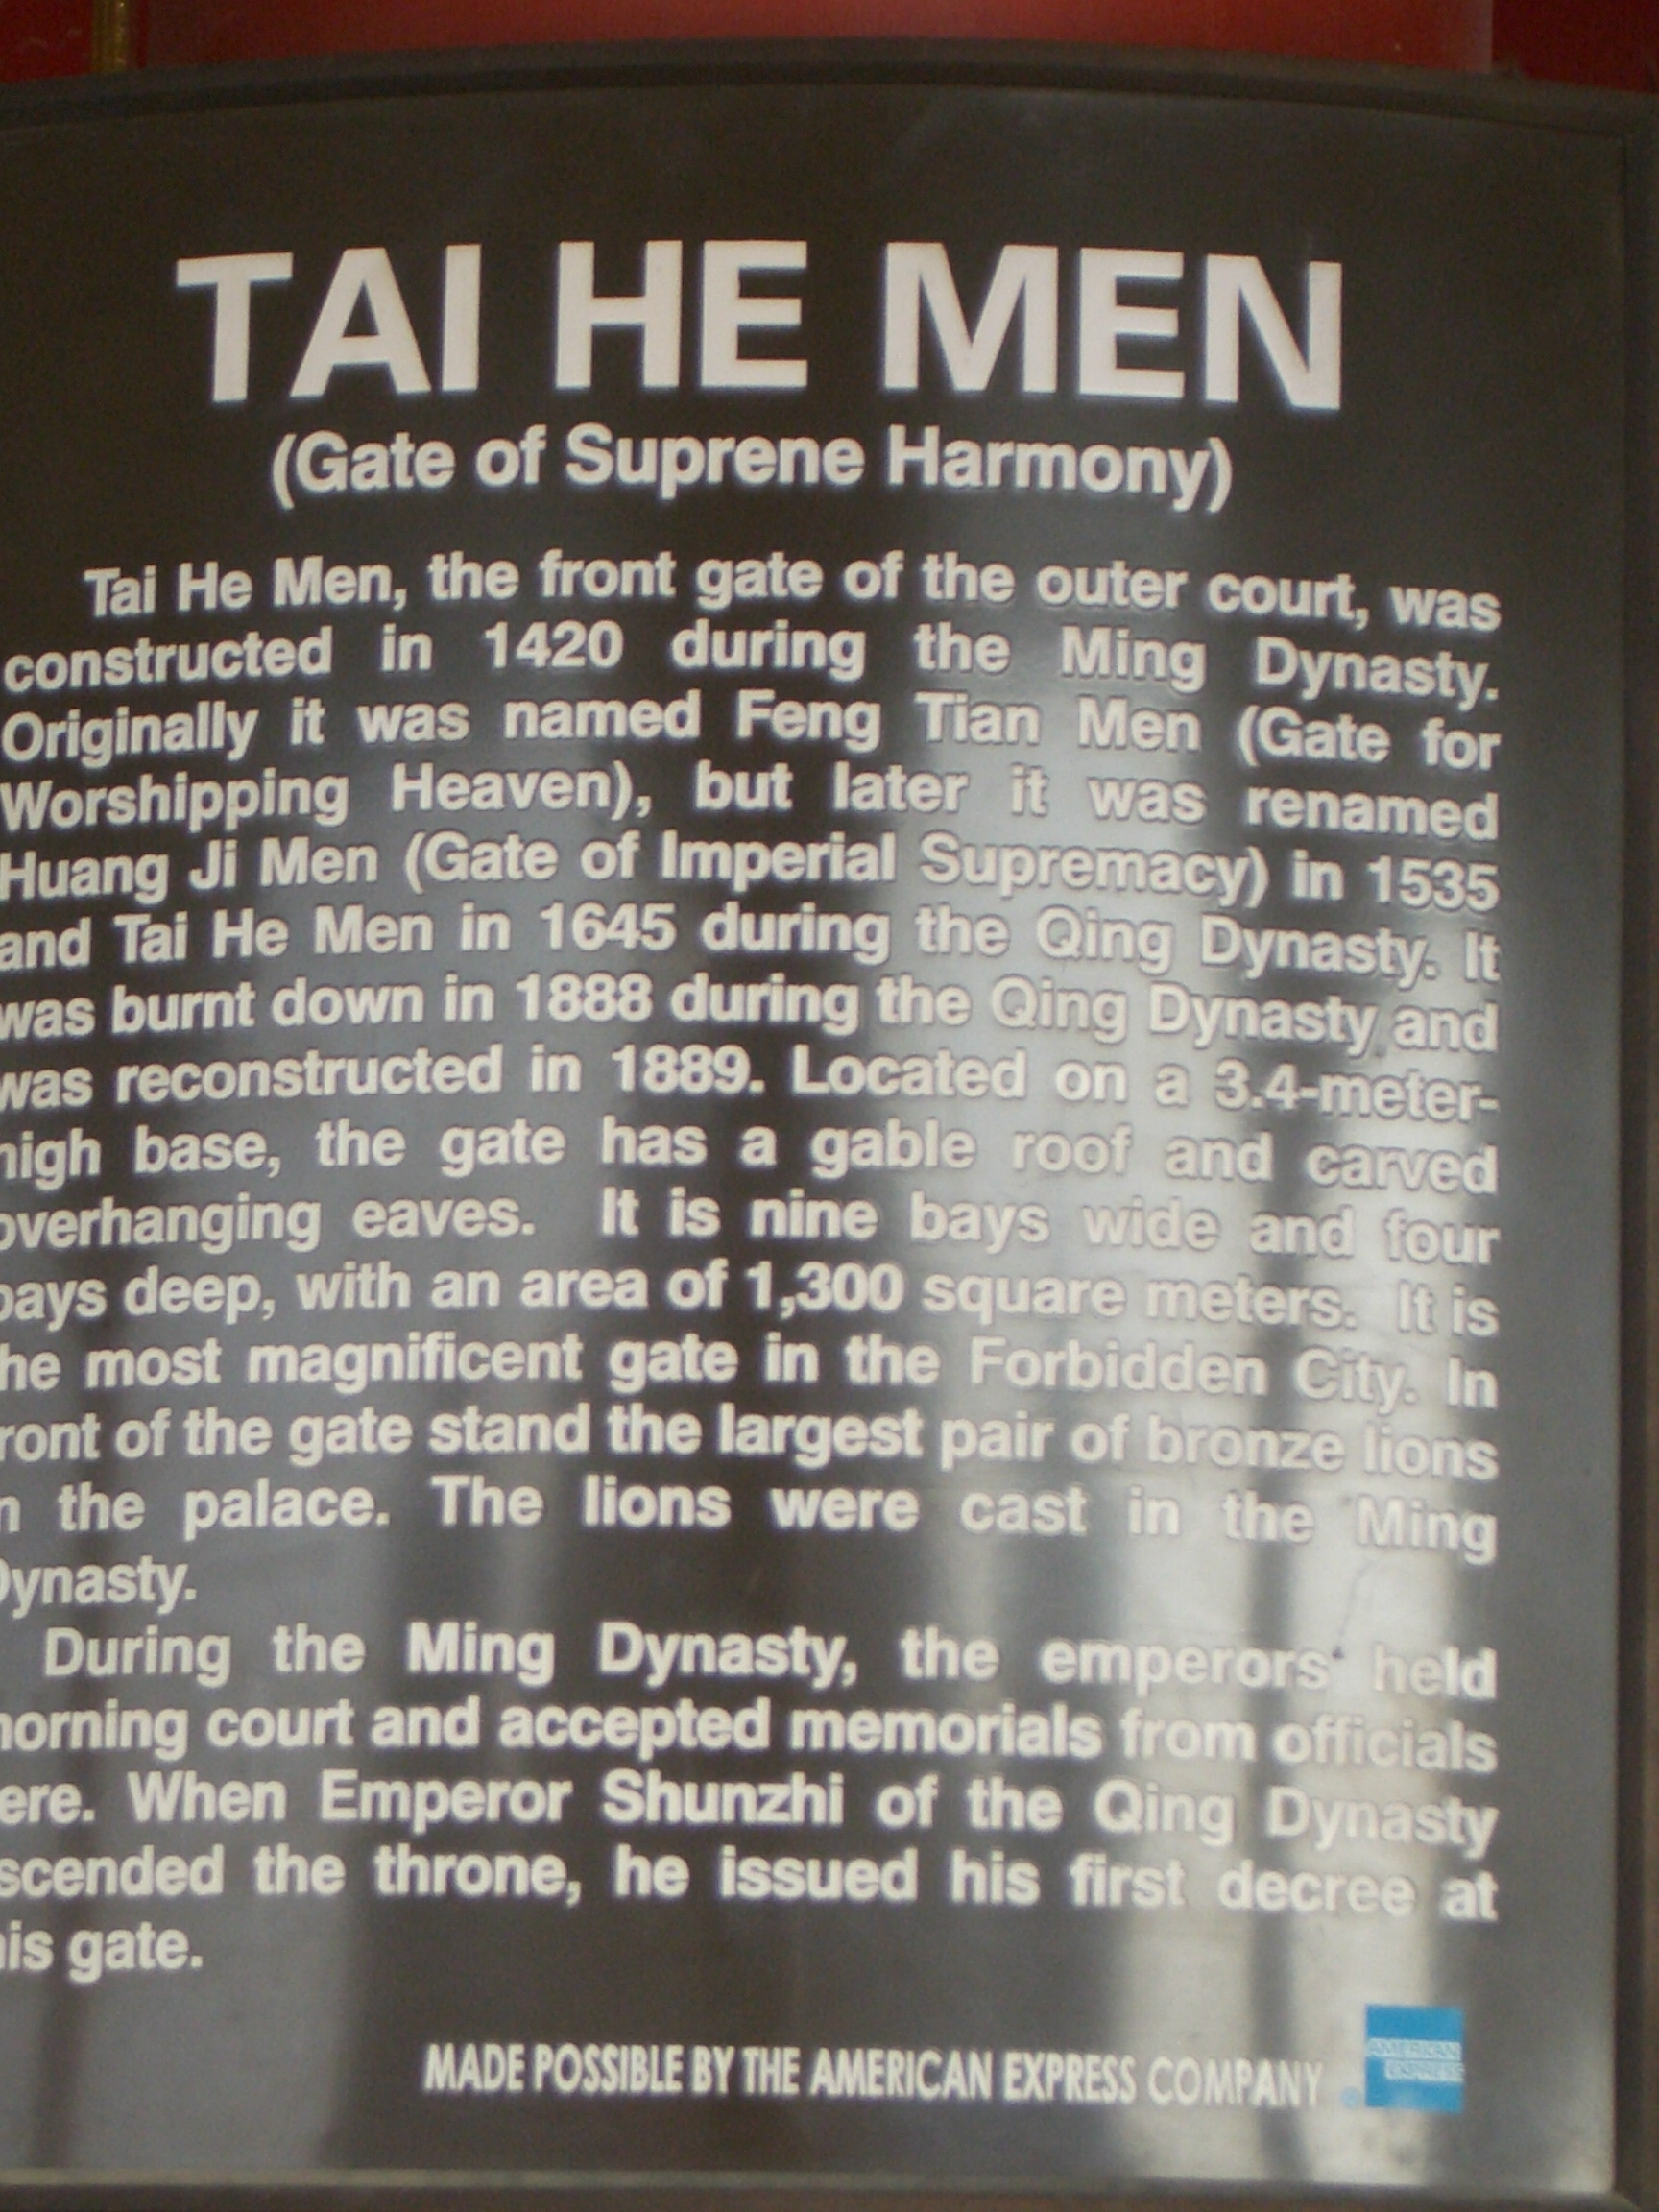 TAI HE MEN
(Gate of Suprene Harmony)
Tai He Men, the front gate of the outer court, was
constructed in 1420 during the Ming Dynasty.
Originally it was named Feng Tian Men (Gate for
Worshipping Heaven), but later it was renamed
Huang Ji Men (Gate of Imperial Supremacy) in 1535
and Tai He Men in 1645 during the Qing Dynasty. It
was burnt down in 1888 during the Qing Dynasty and
was reconstructed in 1889. Located on a 3.4-meter-
high base, the gate has a gable roof and carved
overhanging eaves. It is nine bays wide and four
bays deep, with an area of 1,300 square meters. It is
he most magnificent gate in the Forbidden City. In
ront of the gate stand the largest pair of bronze lions
n the palace. The lions were cast in the Ming
Dynasty.
During the Ming Dynasty, the emperors held
orning court and accepted memorials from officials
ere. When Emperor Shunzhi of the Qing Dynasty
scended the throne, he issued his first decree at
is gate.
MADE POSSIBLE BY THE AMERICAN EXPRESS COMPANY
AMERICAN
EXPRESS